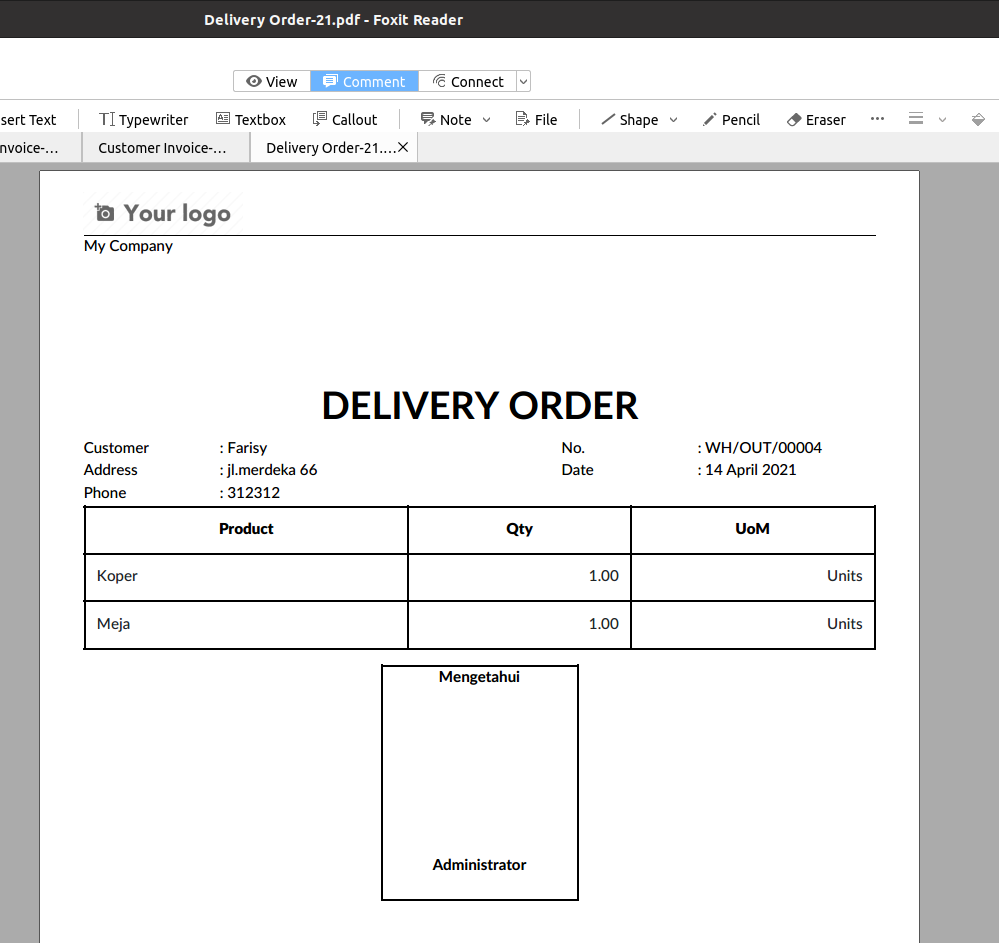 Delivery Order-21.pdf - Foxit Reader
View Comment Connect
sert Text Typewriter Textbox Callout Note File Shape Pencil Eraser
nvoice-... Customer Invoice-... Delivery Order-21....
Your logo
My Company
DELIVERY ORDER
Customer : Farisy No. : WH/OUT/00004
Address : jl.merdeka 66 Date : 14 April 2021
Phone : 312312
Product Qty UoM
Koper 1.00 Units
Meja 1.00 Units
Mengetahui
Administrator